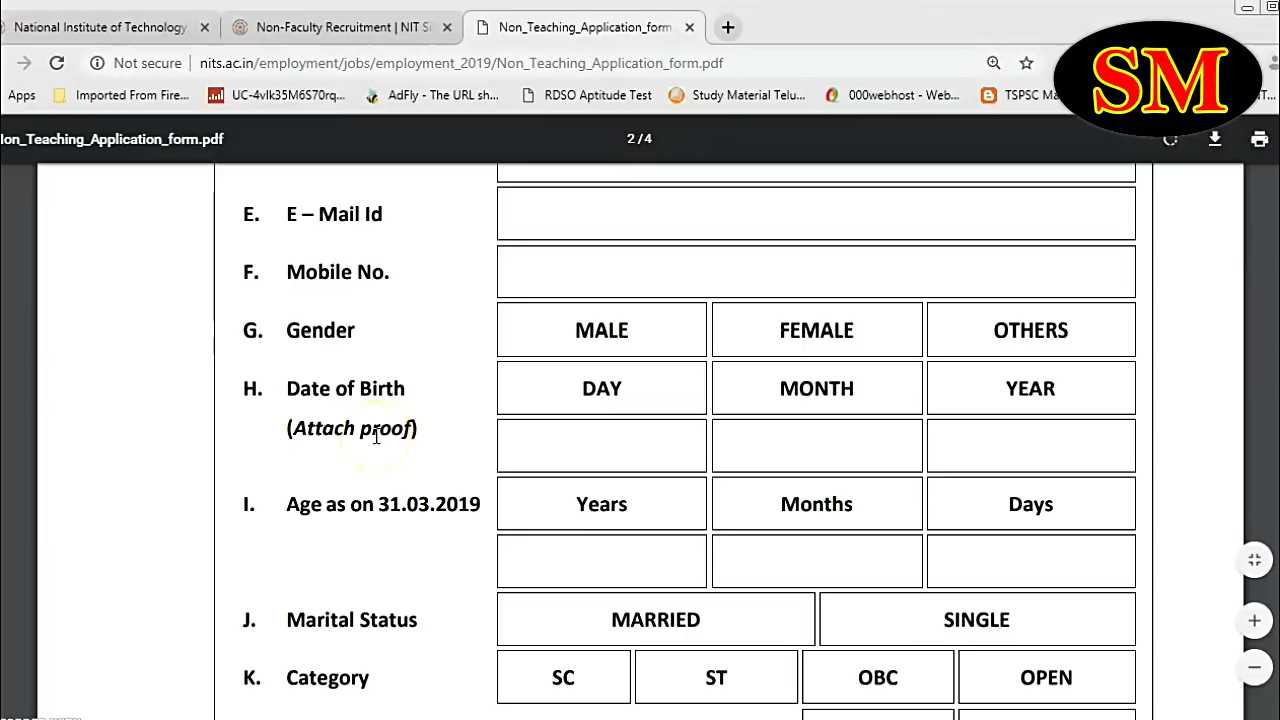 National Institute of Technology
Non-Faculty Recruitment | NIT Si
Non_Teaching_Application_form.
Not secure
nits.ac.in/employment/jobs/employment_2019/Non_Teaching_Application_form.pdf
Apps
Imported From Fire...
UC-4vlk35M6S70rq...
AdFly - The URL sh...
RDSO Aptitude Test
Study Material Telu...
000webhost - Web...
TSPSC Ma
SM
Non_Teaching_Application_form.pdf
2 / 4
E. E – Mail Id
F. Mobile No.
G. Gender MALE FEMALE OTHERS
H. Date of Birth DAY MONTH YEAR
(Attach proof)
I. Age as on 31.03.2019 Years Months Days
J. Marital Status MARRIED SINGLE
K. Category SC ST OBC OPEN